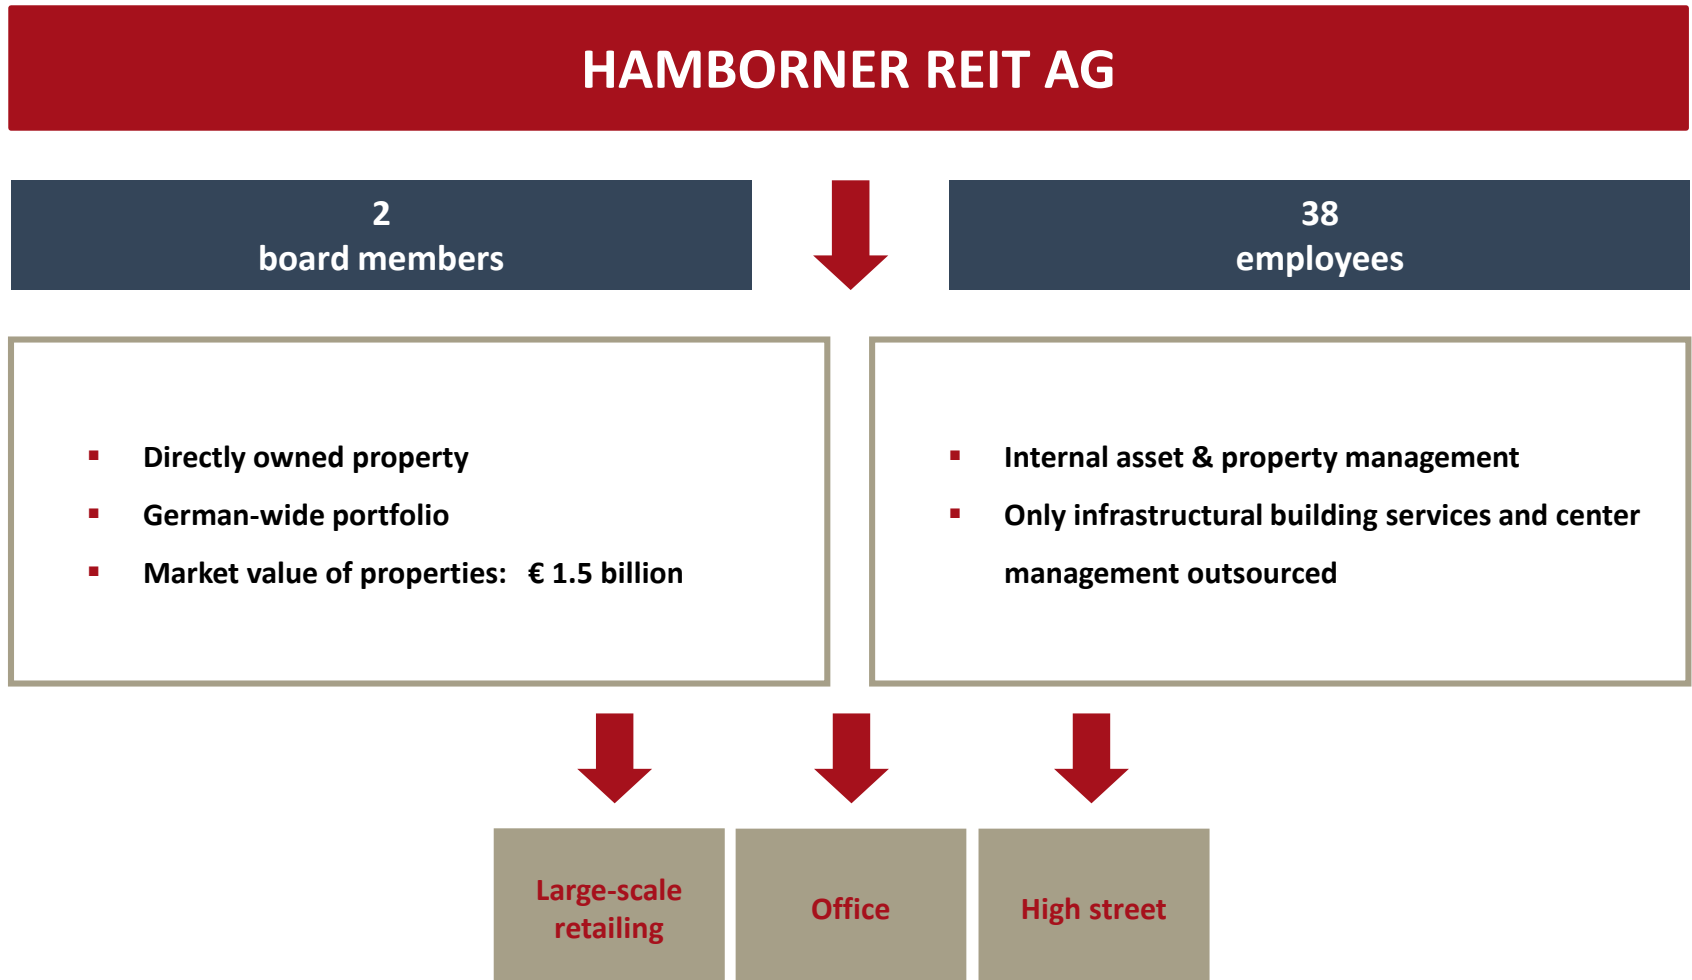 HAMBORNER REIT AG
2
board members
38
employees
▪ Directly owned property
▪ German-wide portfolio
▪ Market value of properties: € 1.5 billion
▪ Internal asset & property management
▪ Only infrastructural building services and center
management outsourced
Large-scale
retailing
Office
High street